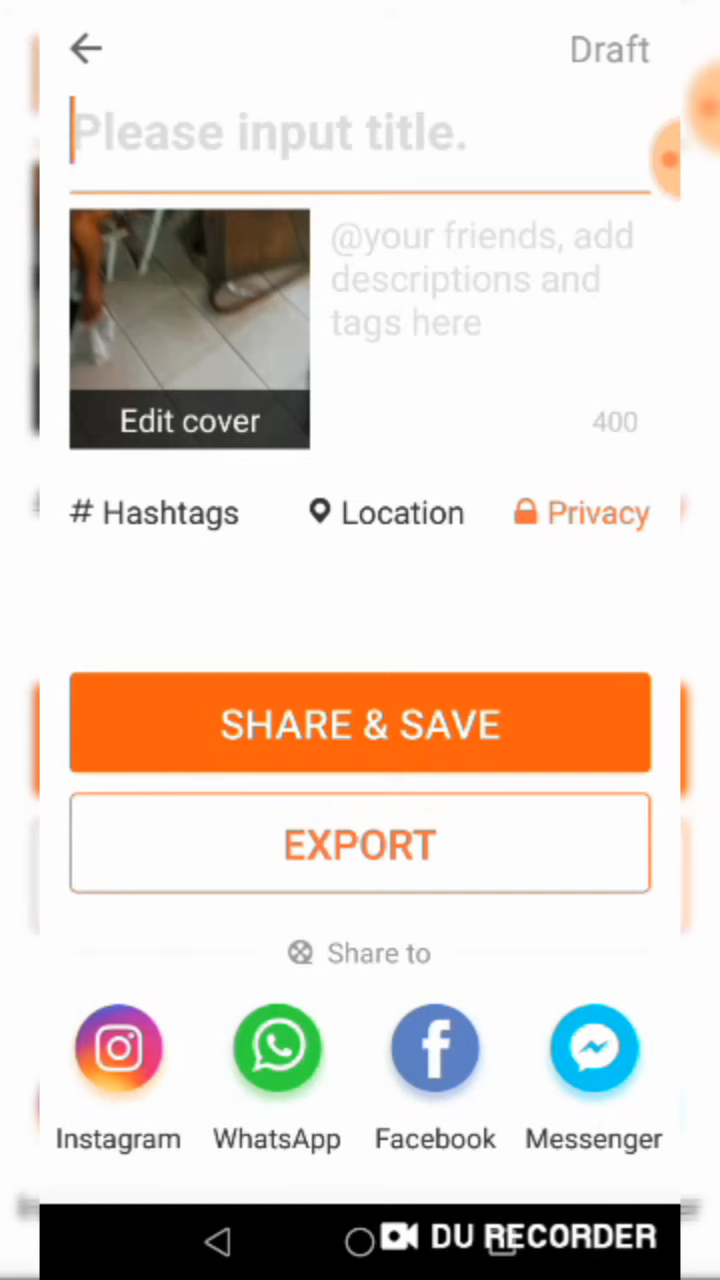 Draft
Please input title.
@your friends, add
descriptions and
tags here
Edit cover
400
# Hashtags
Location
Privacy
SHARE & SAVE
EXPORT
Share to
Instagram
WhatsApp
Facebook
Messenger
DU RECORDER